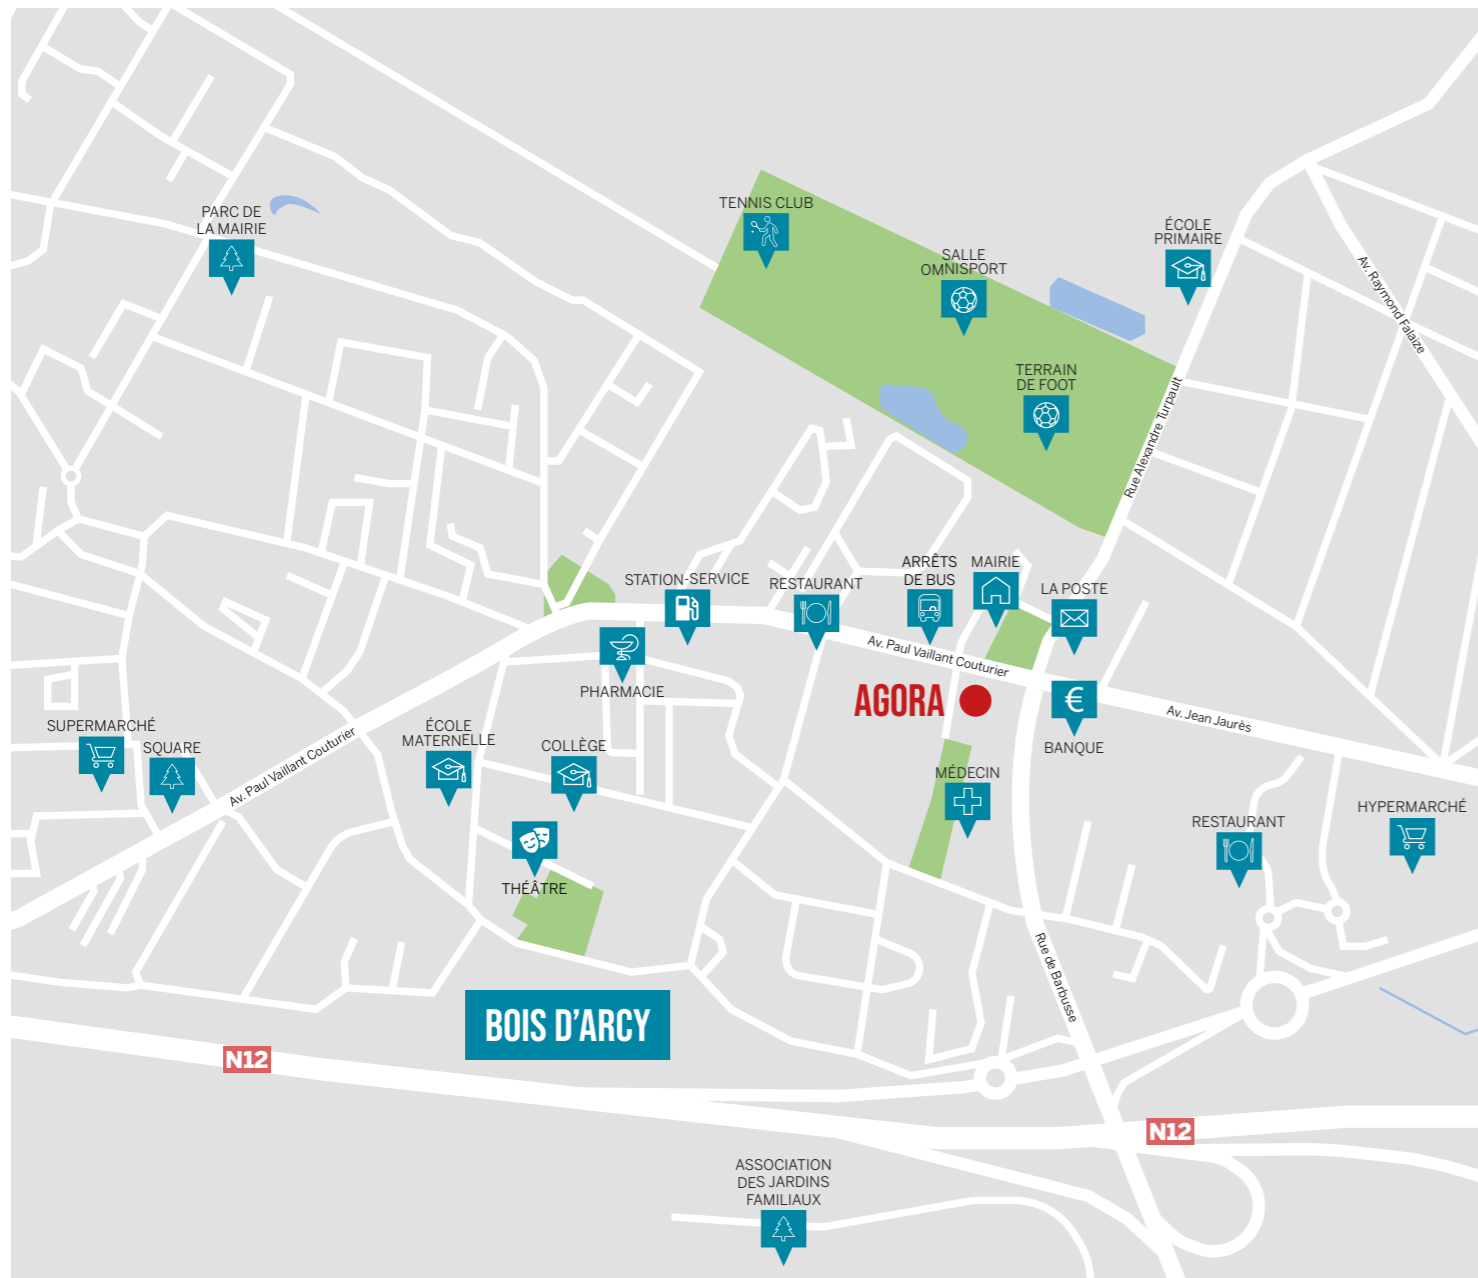 TENNIS CLUB
PARC DE
LA MAIRIE
ÉCOLE
PRIMAIRE
SALLE
OMNISPORT
Av. Raymond Falaize
TERRAIN
DE FOOT
Rue Alexandre Turpault
STATION-SERVICE
RESTAURANT
ARRÊTS
DE BUS
MAIRIE
LA POSTE
Av. Paul Vaillant Couturier
PHARMACIE
AGORA
€
BANQUE
Av. Jean Jaurès
SUPERMARCHÉ
SQUARE
Av. Paul Vaillant Couturier
ÉCOLE
MATERNELLE
COLLÈGE
MÉDECIN
RESTAURANT
HYPERMARCHÉ
THÉÂTRE
Rue de Barbusse
BOIS D'ARCY
N12
N12
ASSOCIATION
DES JARDINS
FAMILIAUX